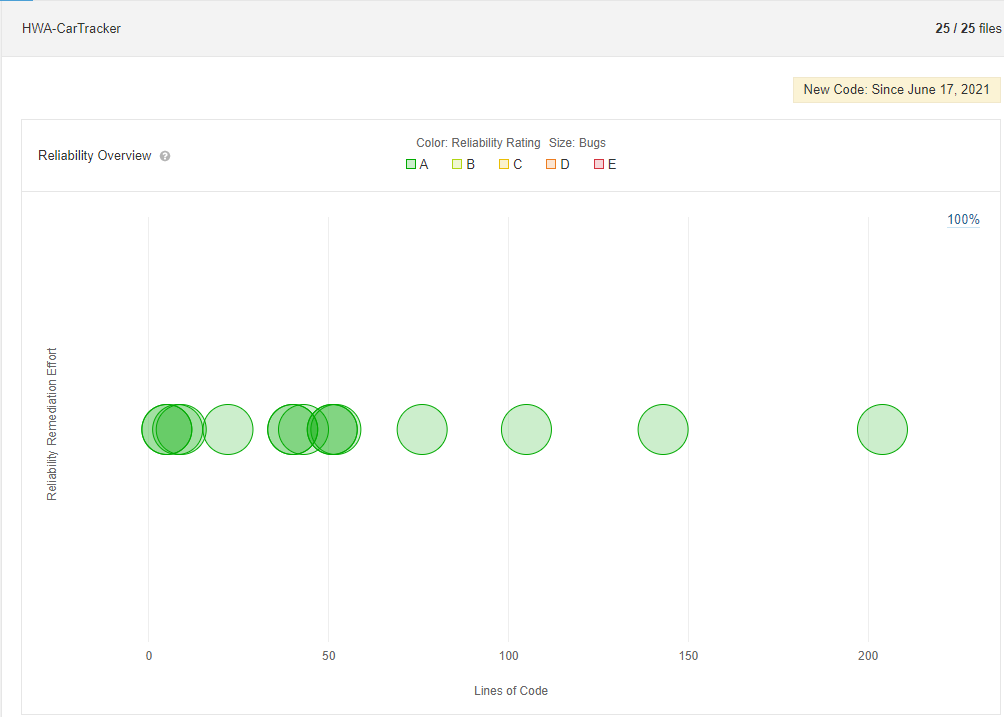 HWA-CarTracker
25 / 25 files
New Code: Since June 17, 2021
Reliability Overview ?
Color: Reliability Rating Size: Bugs
A B C D E
100%
Reliability Remediation Effort
0 50 100 150 200
Lines of Code